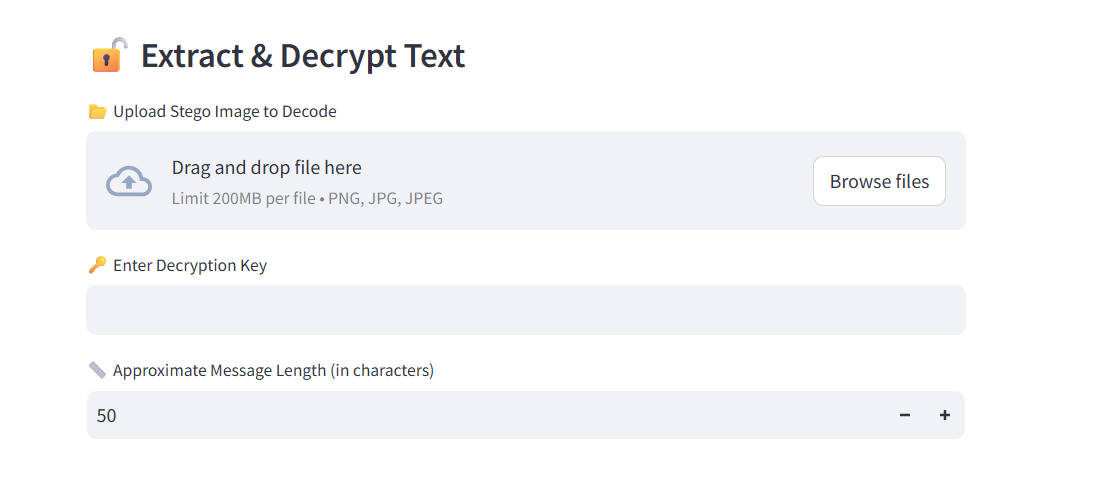 Extract & Decrypt Text
Upload Stego Image to Decode
Drag and drop file here
Limit 200MB per file • PNG, JPG, JPEG
Browse files
Enter Decryption Key
Approximate Message Length (in characters)
50